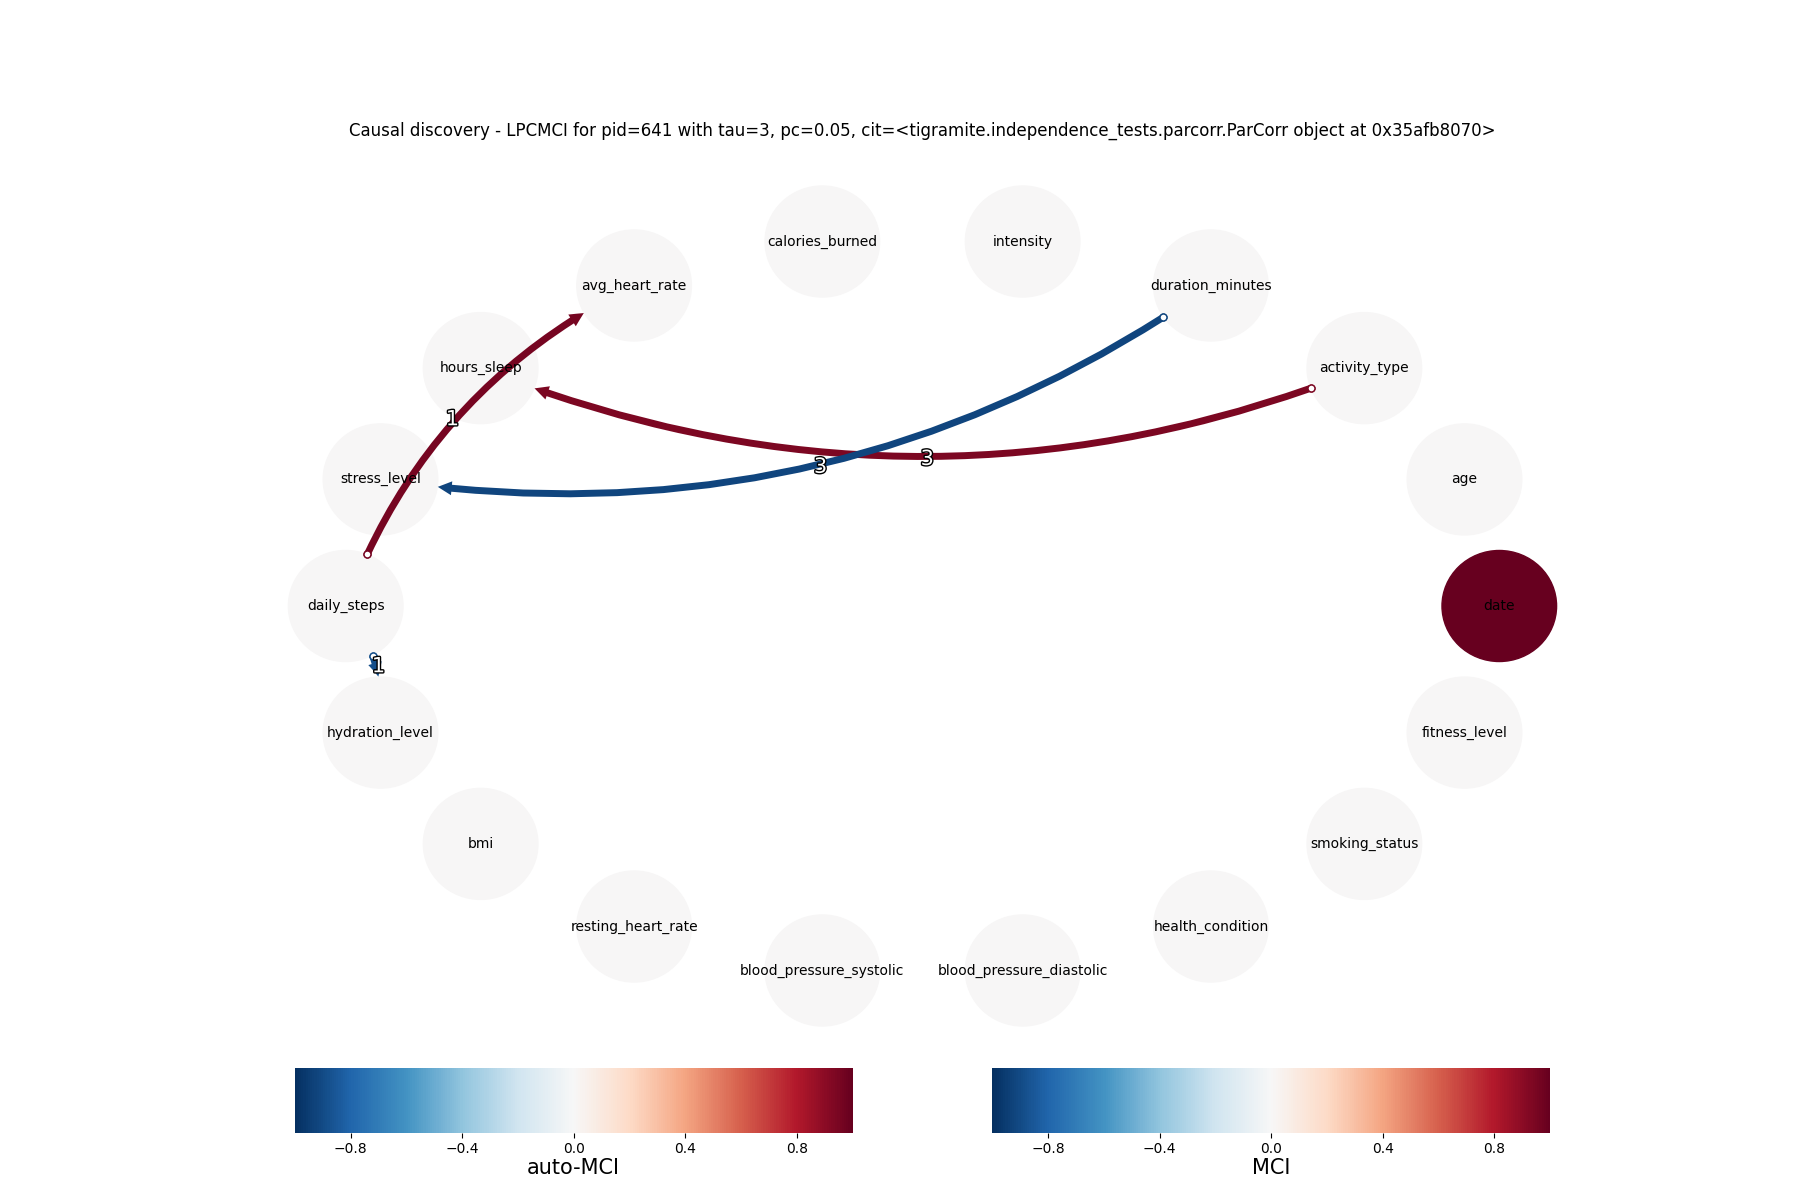 Causal discovery - LPCMCI for pid=641 with tau=3, pc=0.05, cit=<tigramite.independence_tests.parcorr.ParCorr object at 0x35afb8070>
calories_burned
intensity
avg_heart_rate
duration_minutes
hours_sleep
activity_type
1
3
3
stress_level
age
daily_steps
date
1
hydration_level
fitness_level
bmi
smoking_status
resting_heart_rate
health_condition
blood_pressure_systolic
blood_pressure_diastolic
−0.8 −0.4 0.0 0.4 0.8
auto-MCI
−0.8 −0.4 0.0 0.4 0.8
MCI